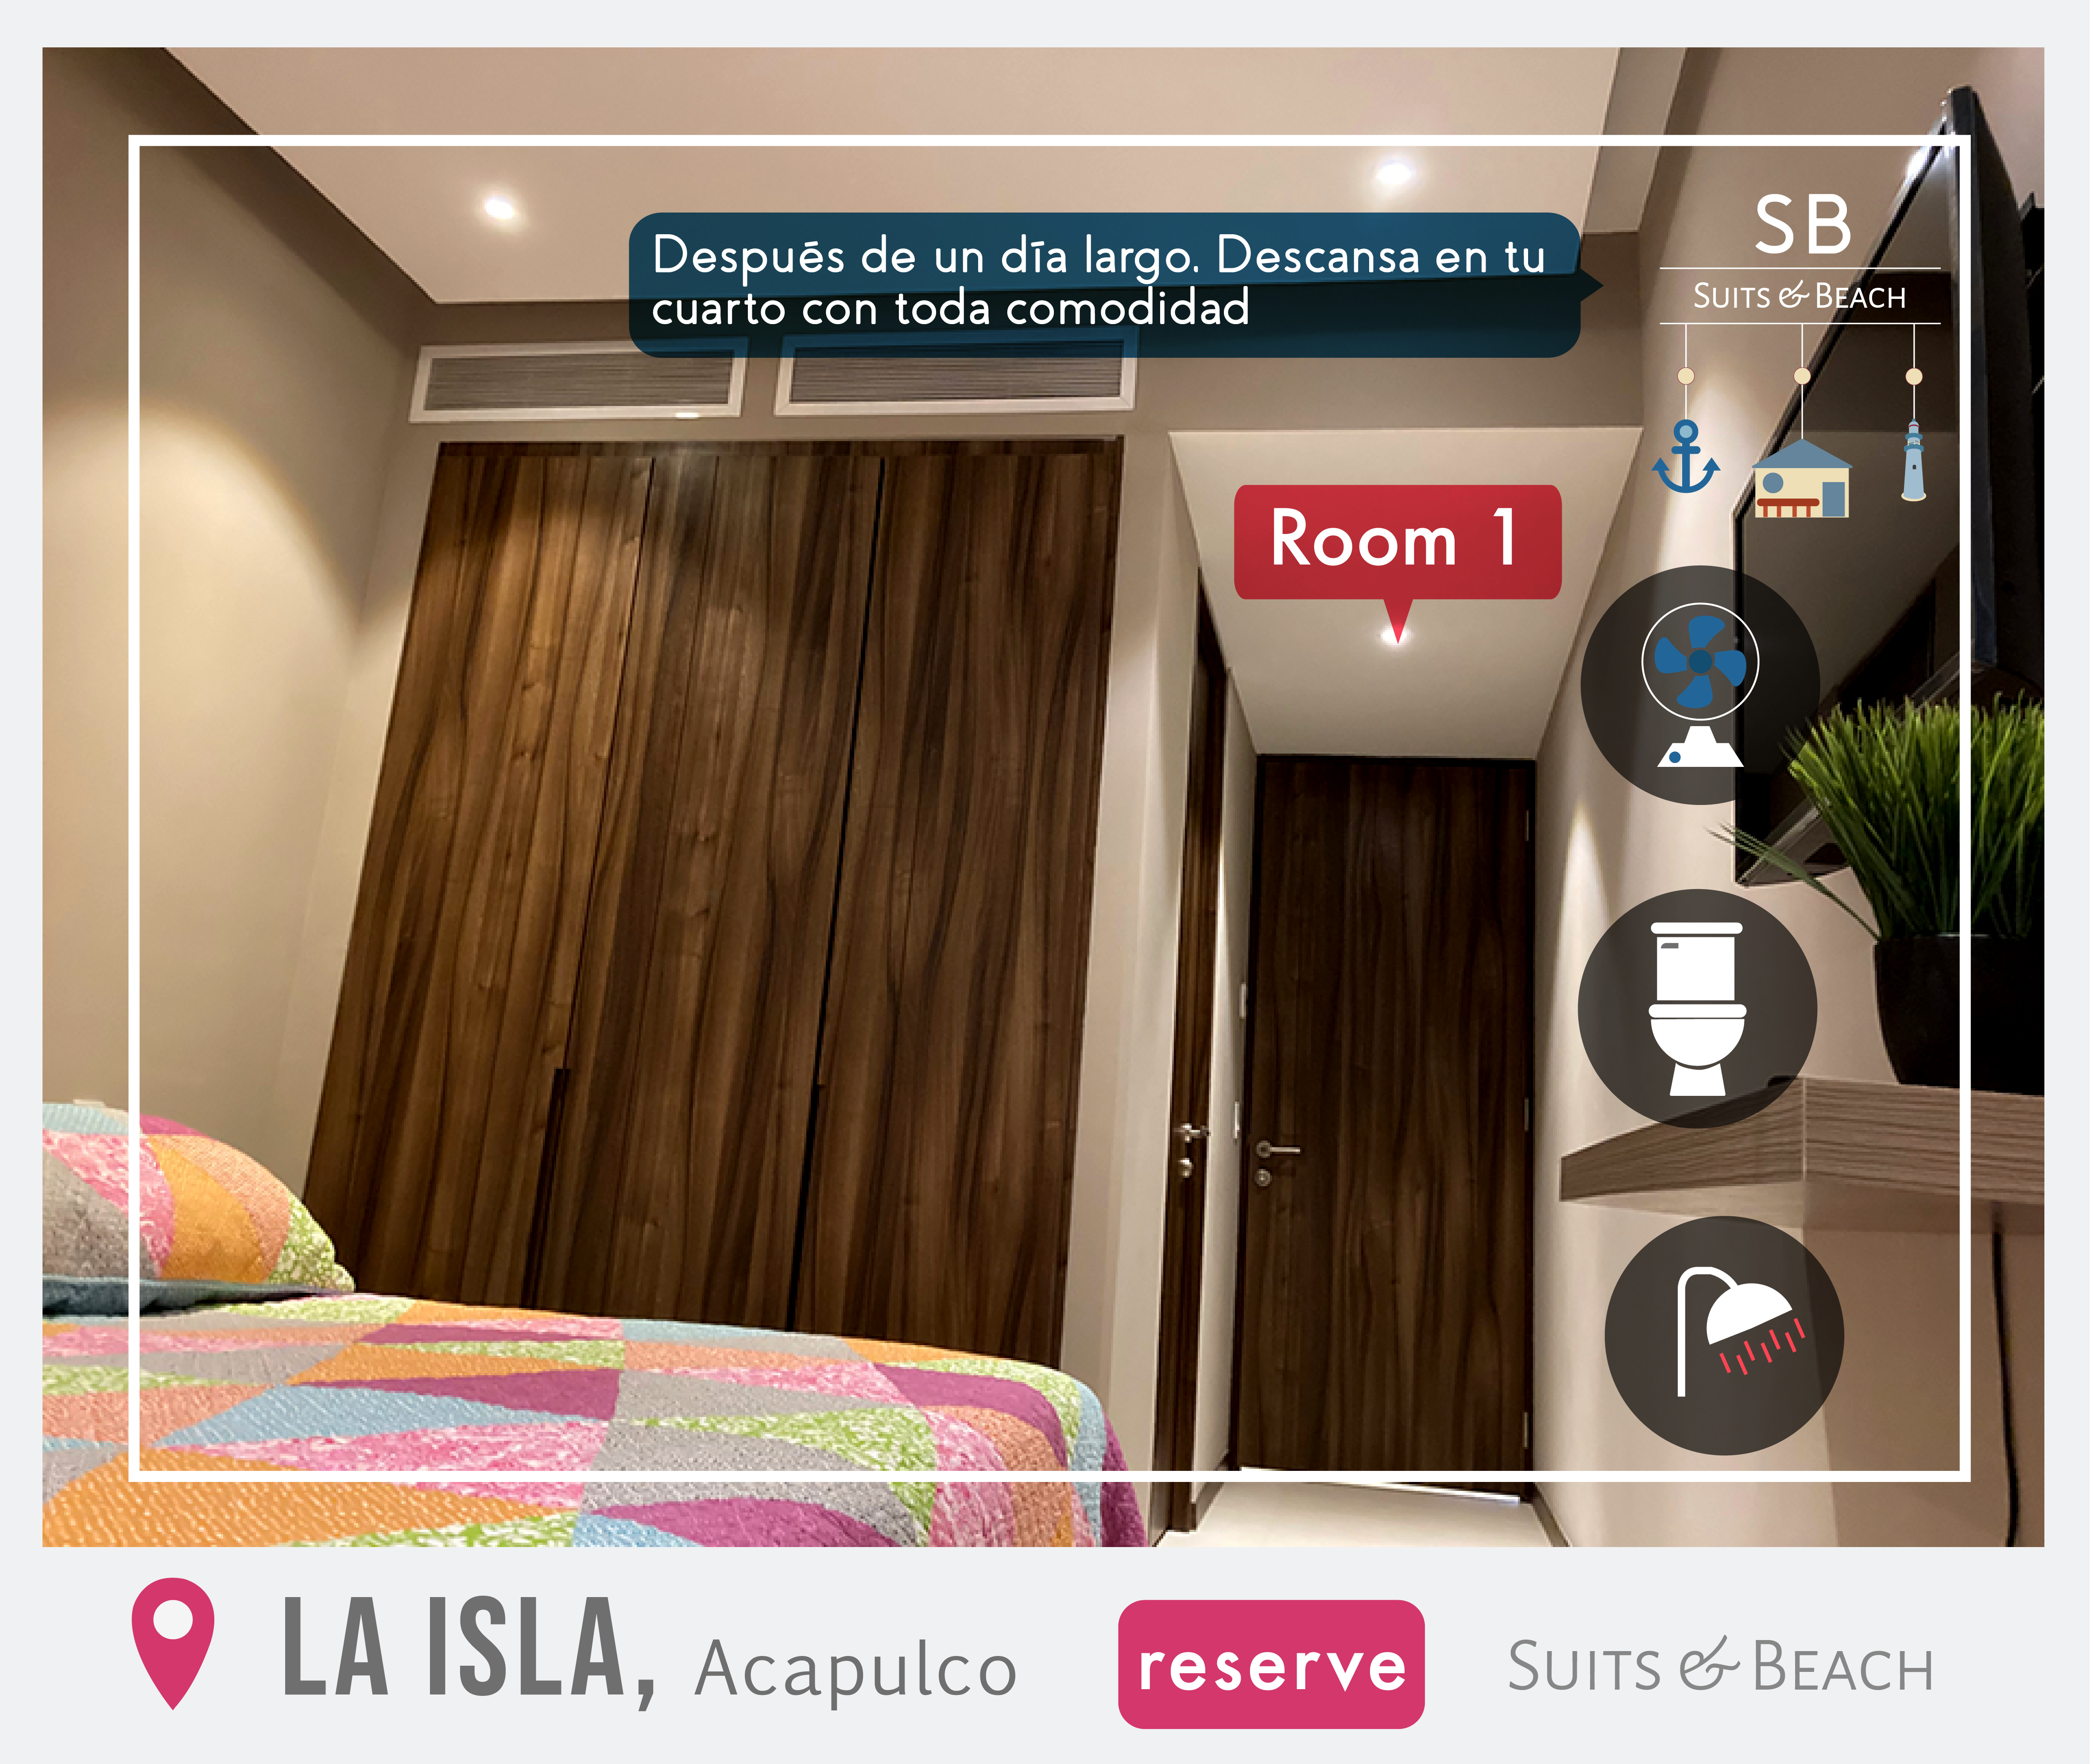 Después de un día largo. Descansa en tu
cuarto con toda comodidad
SB
SUITS & BEACH
Room 1
LA ISLA, Acapulco
reserve
SUITS & BEACH